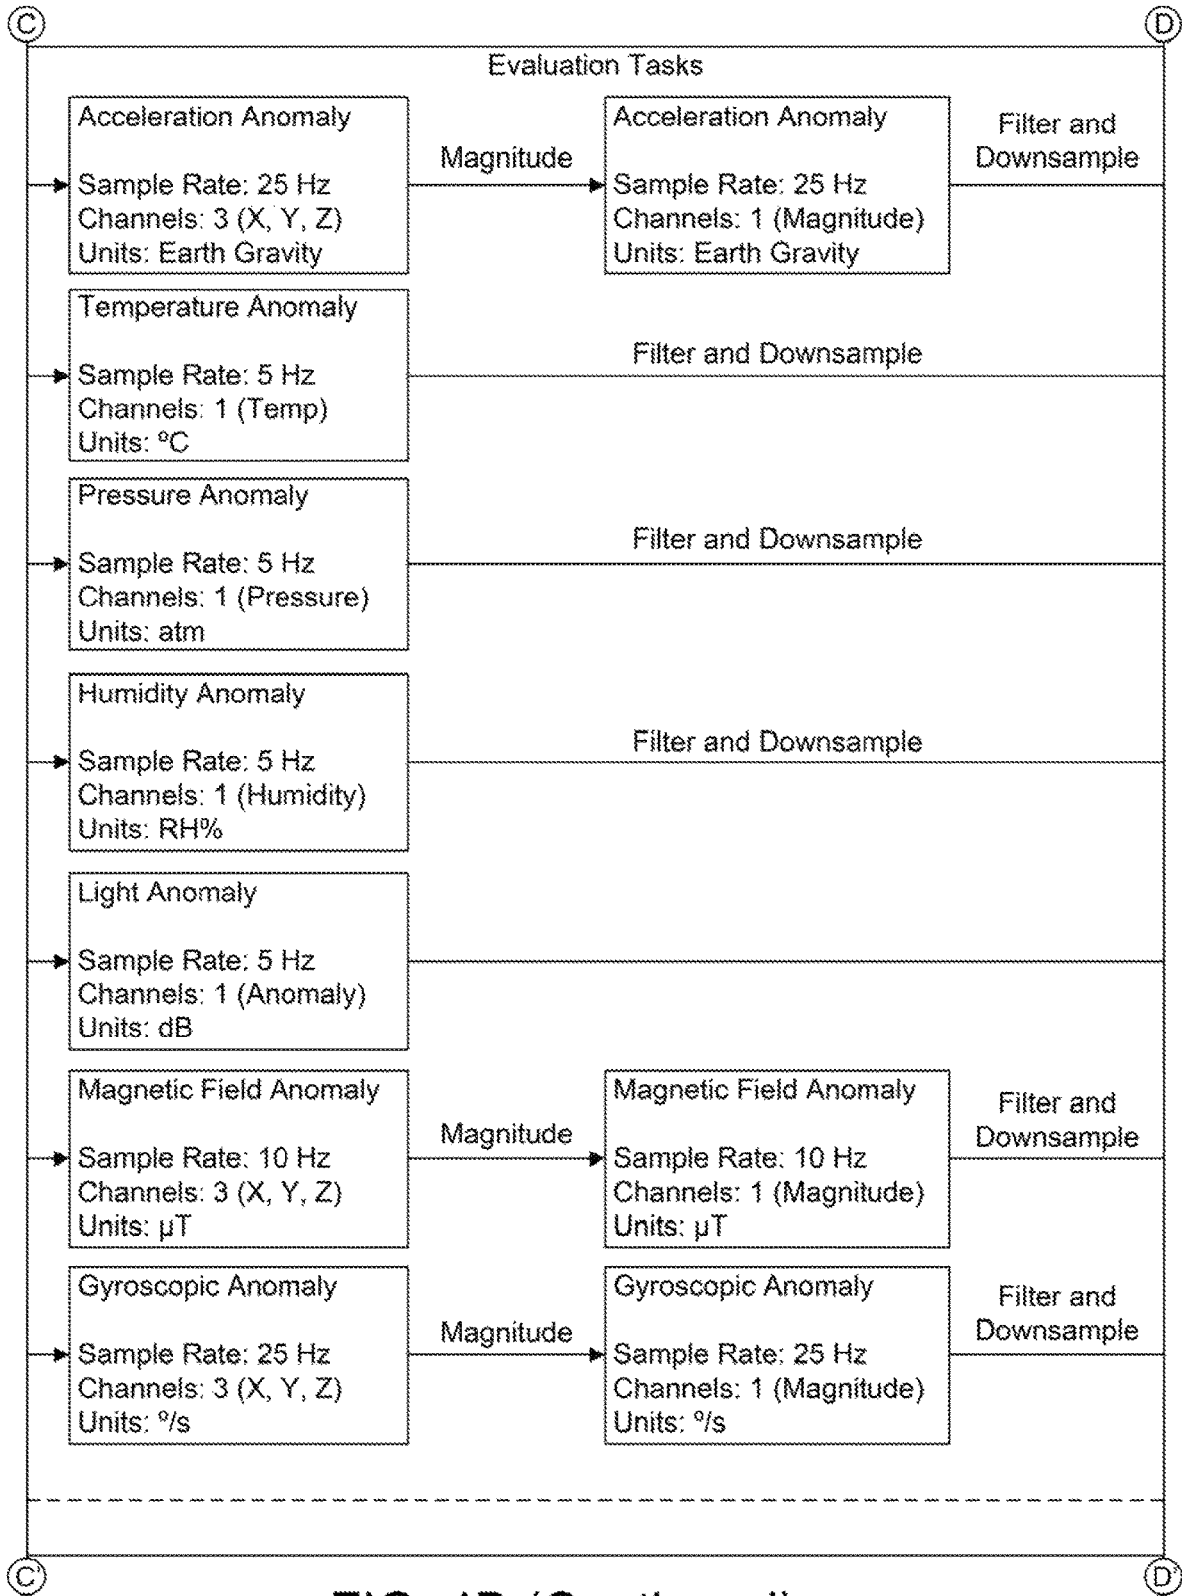 C D
Evaluation Tasks
Acceleration Anomaly
Sample Rate: 25 Hz
Channels: 3 (X, Y, Z)
Units: Earth Gravity
Magnitude
Acceleration Anomaly
Sample Rate: 25 Hz
Channels: 1 (Magnitude)
Units: Earth Gravity
Filter and
Downsample
Temperature Anomaly
Sample Rate: 5 Hz
Channels: 1 (Temp)
Units: ºC
Filter and Downsample
Pressure Anomaly
Sample Rate: 5 Hz
Channels: 1 (Pressure)
Units: atm
Filter and Downsample
Humidity Anomaly
Sample Rate: 5 Hz
Channels: 1 (Humidity)
Units: RH%
Filter and Downsample
Light Anomaly
Sample Rate: 5 Hz
Channels: 1 (Anomaly)
Units: dB
Magnetic Field Anomaly
Sample Rate: 10 Hz
Channels: 3 (X, Y, Z)
Units: µT
Magnitude
Magnetic Field Anomaly
Sample Rate: 10 Hz
Channels: 1 (Magnitude)
Units: µT
Filter and
Downsample
Gyroscopic Anomaly
Sample Rate: 25 Hz
Channels: 3 (X, Y, Z)
Units: º/s
Magnitude
Gyroscopic Anomaly
Sample Rate: 25 Hz
Channels: 1 (Magnitude)
Units: º/s
Filter and
Downsample
C' D'